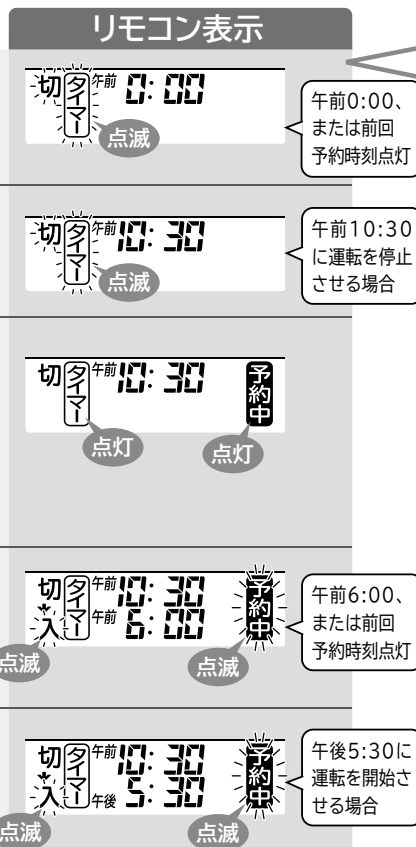 リモコン表示
切タイマー 午前 0:00
点滅
午前0:00、
または前回
予約時刻点灯
切タイマー 午前 10:30
点滅
午前10:30
に運転を停止
させる場合
切タイマー 午前 10:30 予約中
点灯
点灯
切タイマー 午前 10:30 予約中
入 午前 6:00
点滅
点滅
午前6:00、
または前回
予約時刻点灯
切タイマー 午前 10:30 予約中
入 午後 5:30
点滅
点滅
午後5:30に
運転を開始さ
せる場合